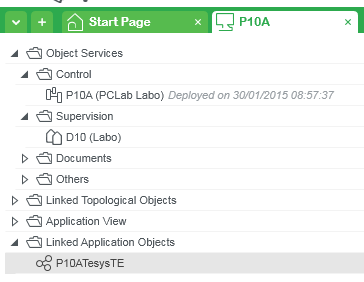 Start Page
P10A
Object Services
Control
P10A (PCLab Labo) Deployed on 30/01/2015 08:57:37
Supervision
D10 (Labo)
Documents
Others
Linked Topological Objects
Application View
Linked Application Objects
P10ATesysTE